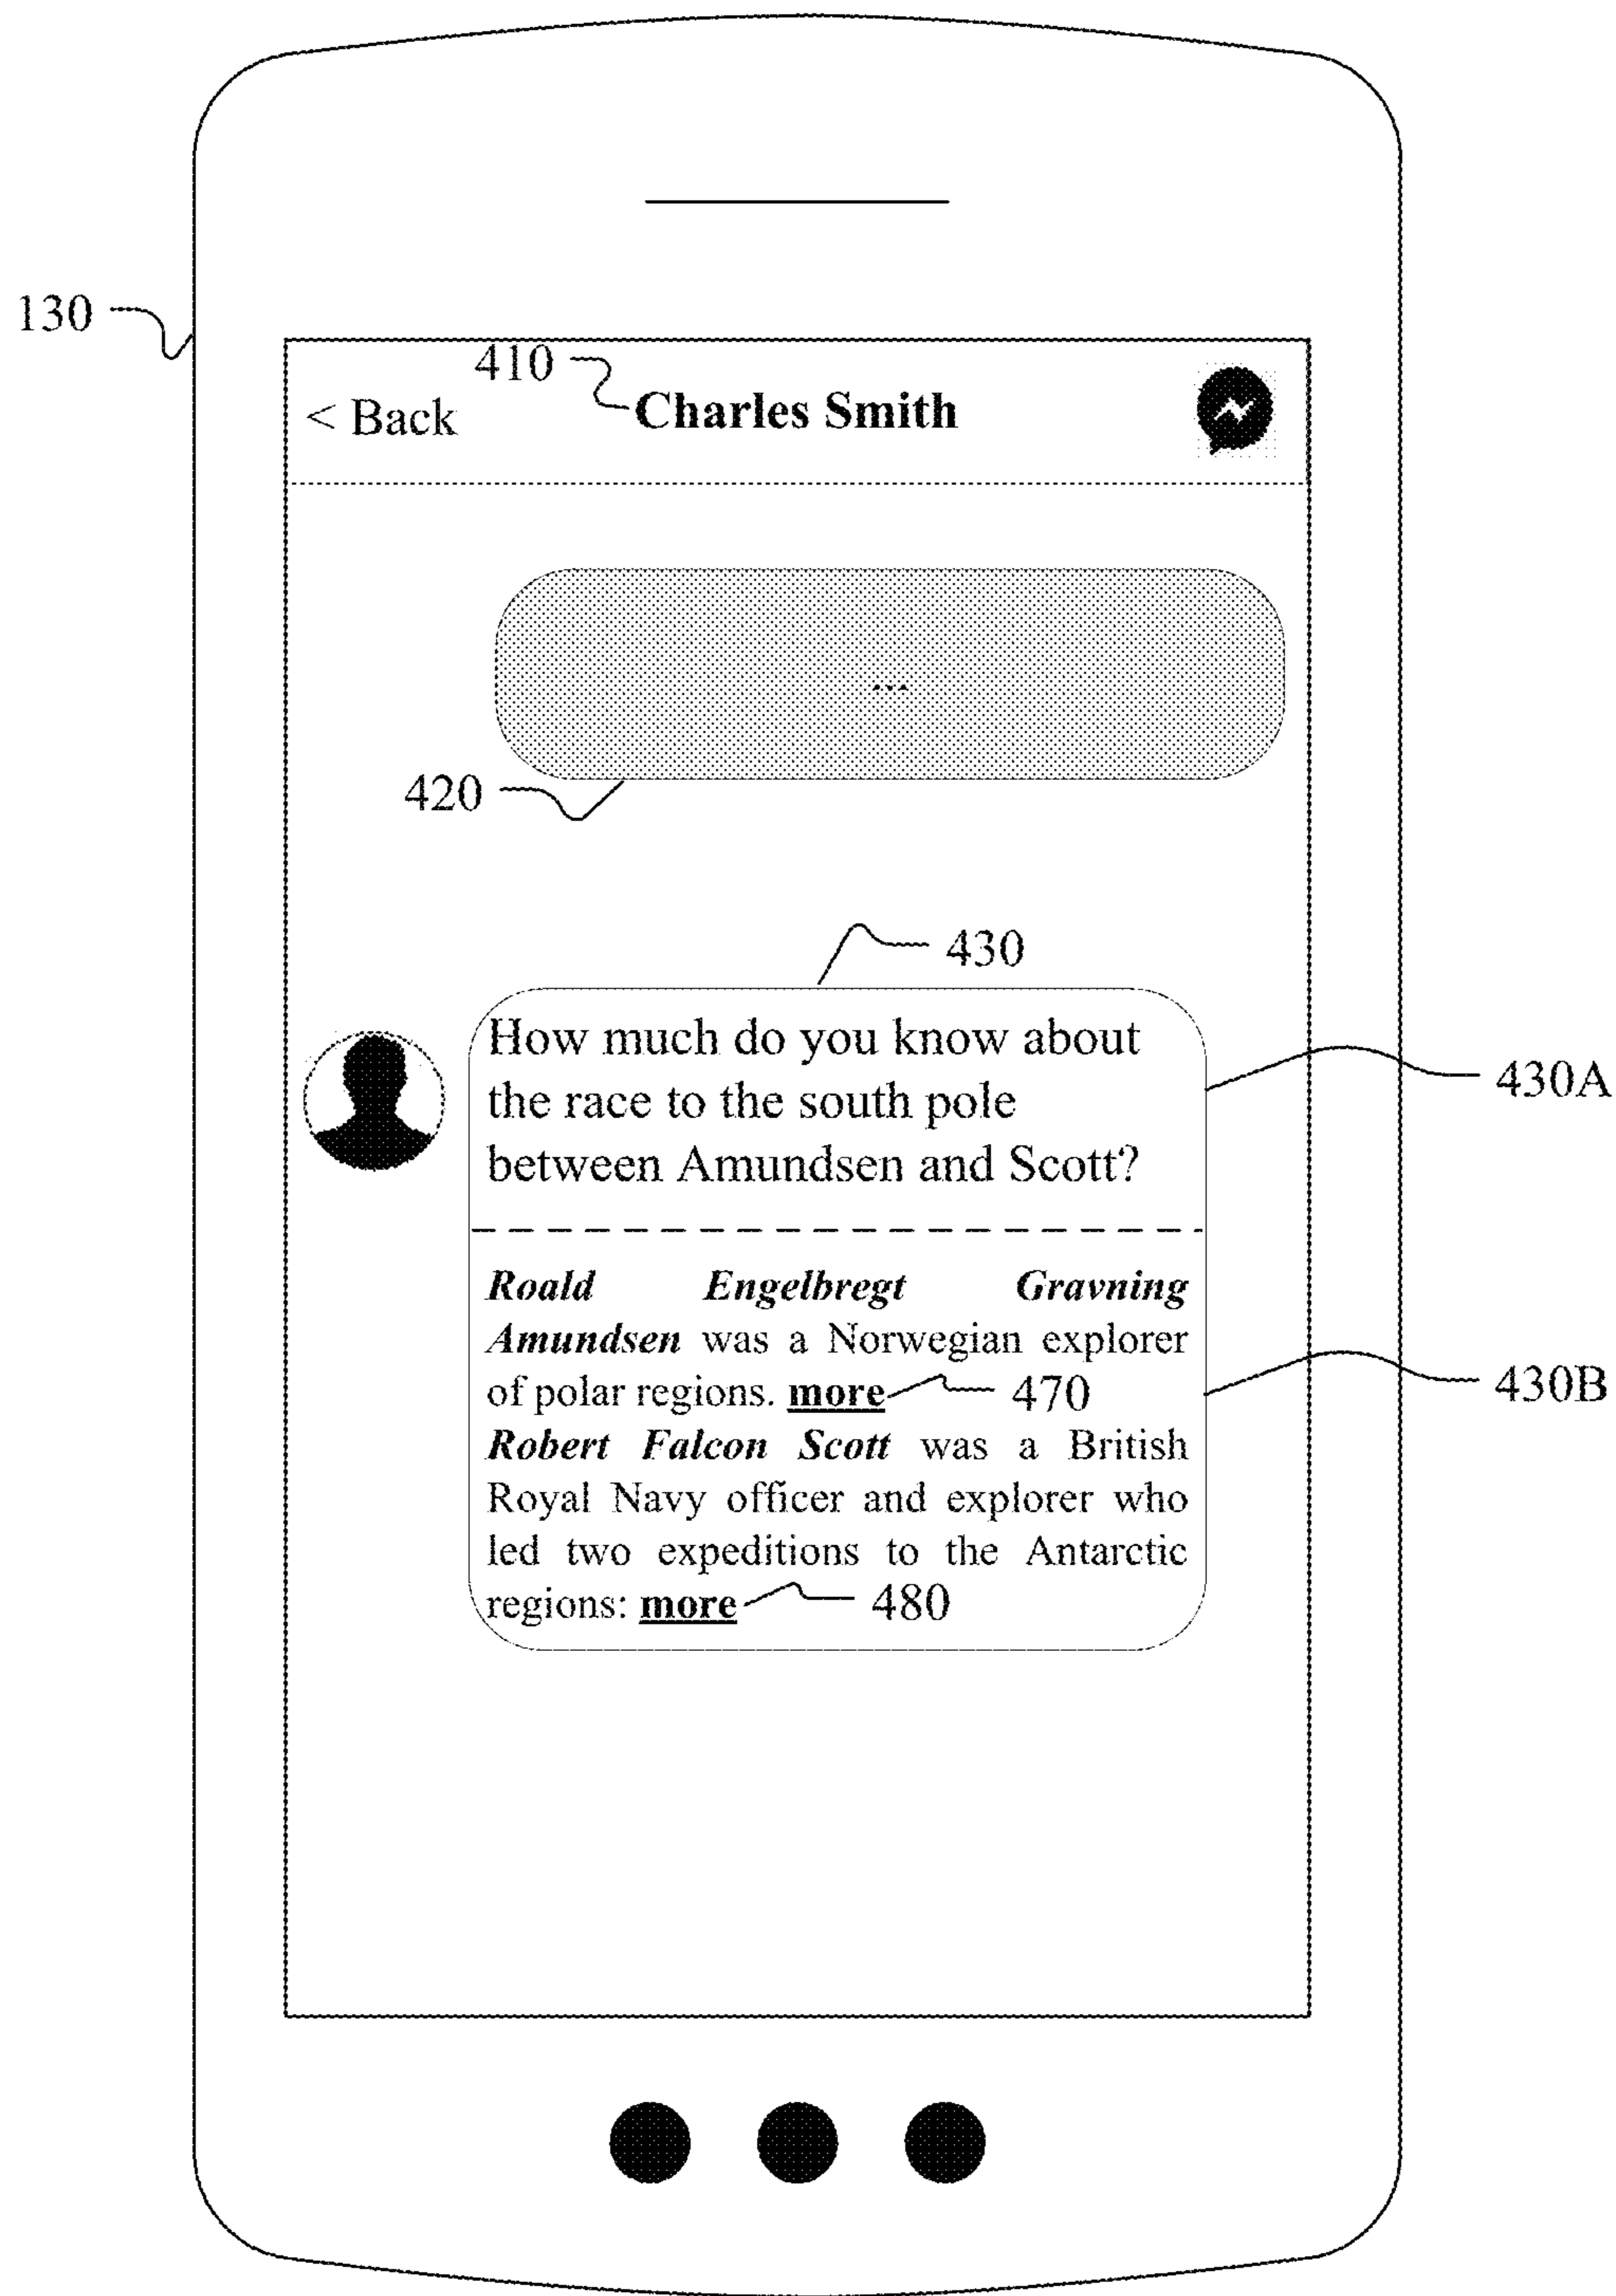 130
410
< Back Charles Smith
...
420
430
How much do you know about
the race to the south pole
between Amundsen and Scott?
430A
Roald Engelbregt Gravning
Amundsen was a Norwegian explorer
of polar regions. more 470
430B
Robert Falcon Scott was a British
Royal Navy officer and explorer who
led two expeditions to the Antarctic
regions: more 480